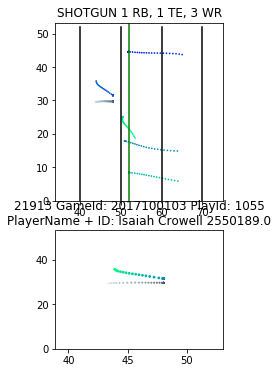 SHOTGUN 1 RB, 1 TE, 3 WR
50
40
30
20
10
0
40 50 60 70
21913 GameId: 2017100103 PlayId: 1055
PlayerName + ID: Isaiah Crowell 2550189.0
40
20
0
40 45 50